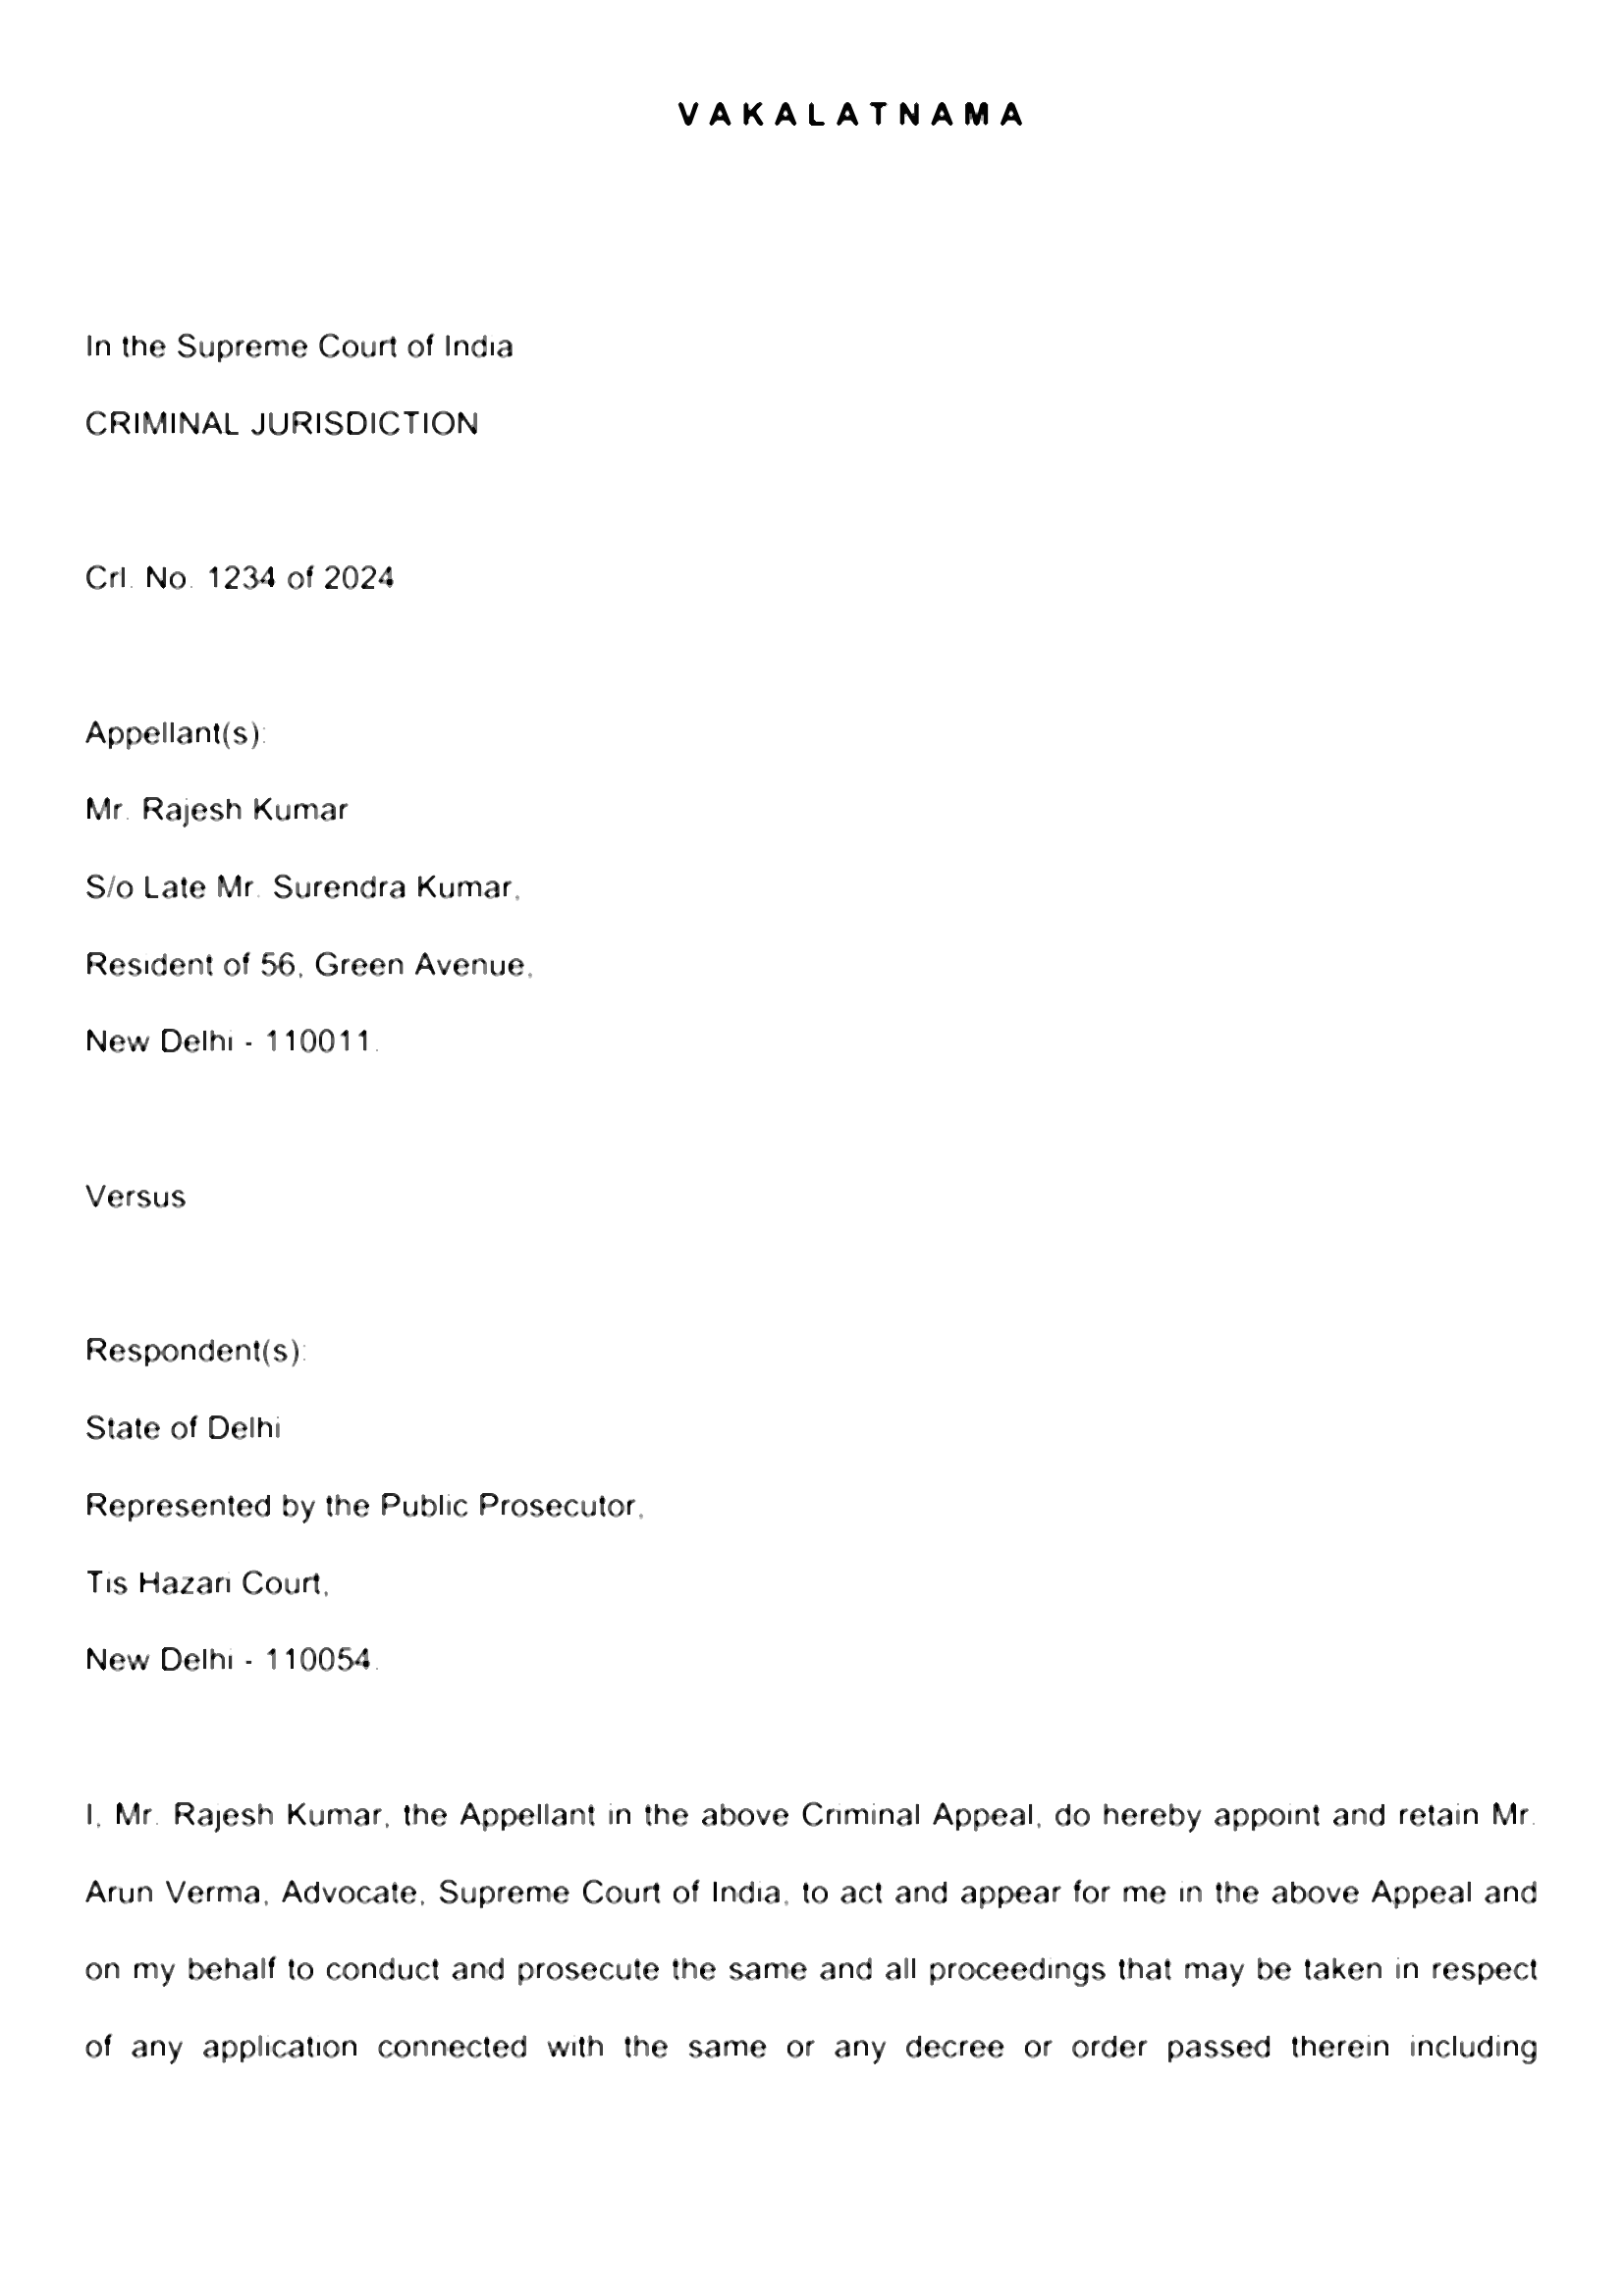 VAKALATNAMA
In the Supreme Court of India
CRIMINAL JURISDICTION
Crl. No. 1234 of 2024
Appellant(s):
Mr. Rajesh Kumar
S/o Late Mr. Surendra Kumar,
Resident of 56, Green Avenue,
New Delhi - 110011.
Versus
Respondent(s):
State of Delhi
Represented by the Public Prosecutor,
Tis Hazari Court,
New Delhi - 110054.
I, Mr. Rajesh Kumar, the Appellant in the above Criminal Appeal, do hereby appoint and retain Mr.
Arun Verma, Advocate, Supreme Court of India, to act and appear for me in the above Appeal and
on my behalf to conduct and prosecute the same and all proceedings that may be taken in respect
of any application connected with the same or any decree or order passed therein including